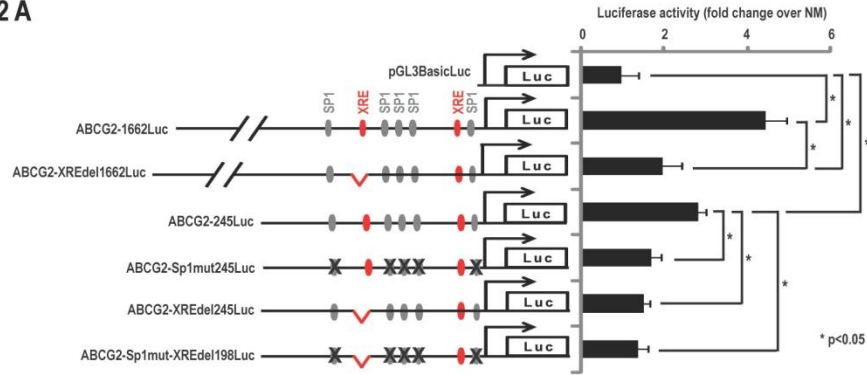 2 A
Luciferase activity (fold change over NM)
0 2 4 6
pGL3BasicLuc Luc
SP1 XRE SP1 SP1 SP1 XRE SP1
ABCG2-1662Luc Luc
ABCG2-XREdel1662Luc Luc
ABCG2-245Luc Luc
ABCG2-Sp1mut245Luc Luc
ABCG2-XREdel245Luc Luc
ABCG2-Sp1mut-XREdel198Luc Luc
* * * * * * *
* p<0.05